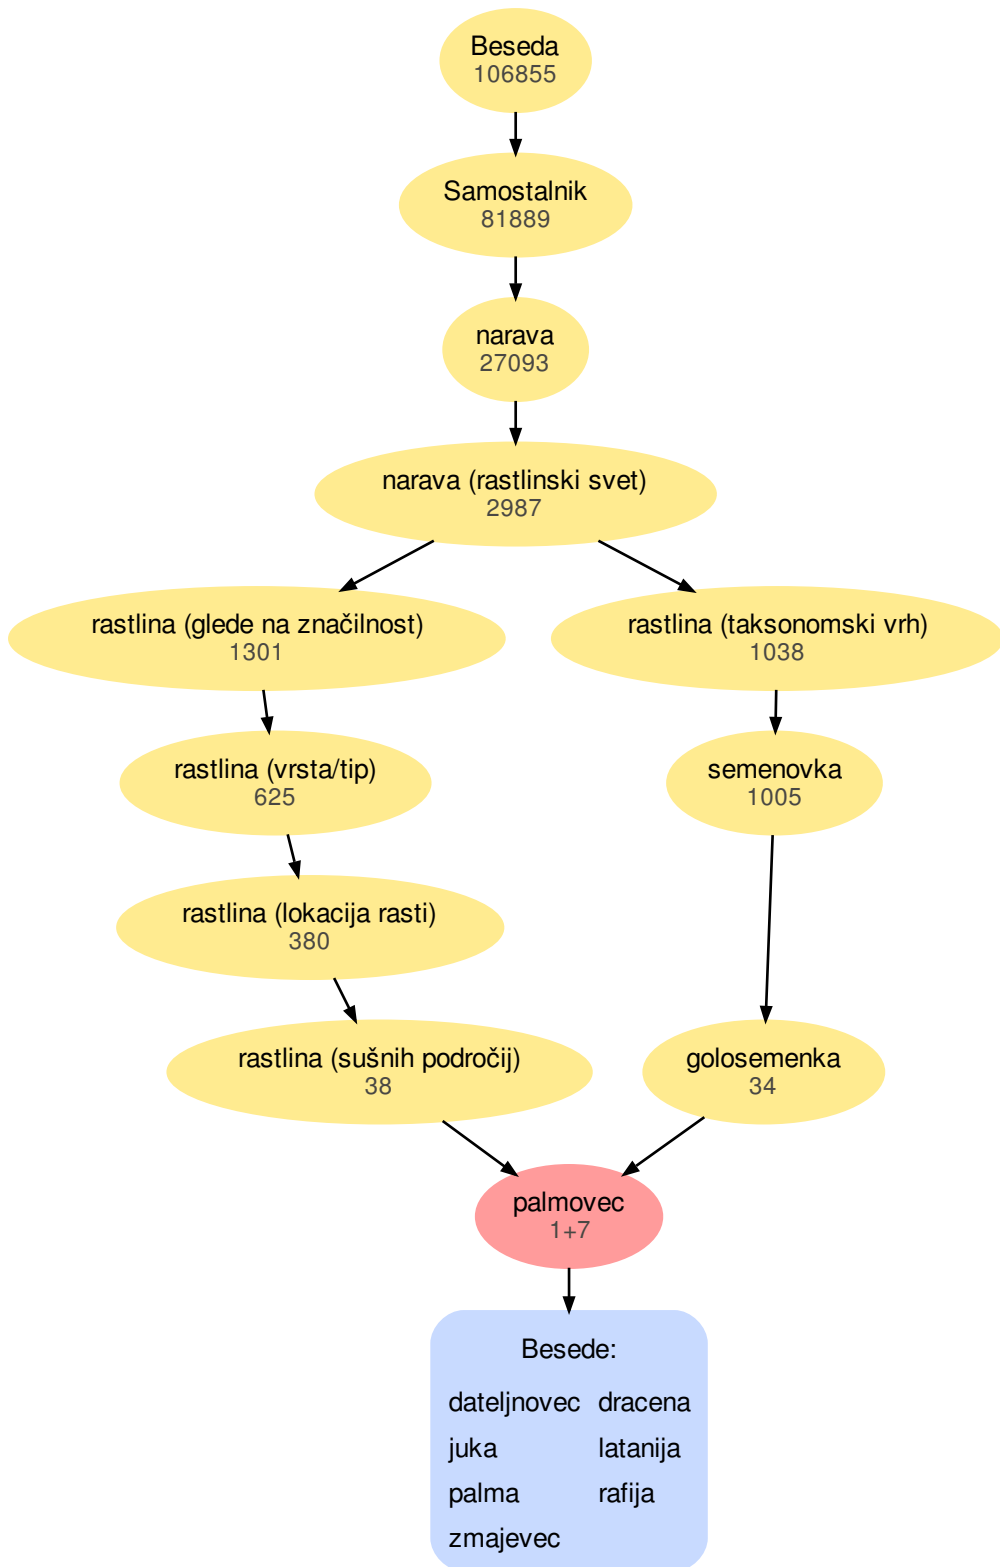 Beseda
106855
Samostalnik
81889
narava
27093
narava (rastlinski svet)
2987
rastlina (glede na značilnost)
1301
rastlina (taksonomski vrh)
1038
rastlina (vrsta/tip)
625
semenovka
1005
rastlina (lokacija rasti)
380
rastlina (sušnih področij)
38
golosemenka
34
palmovec
1+7
Besede:
dateljnovec dracena
juka latanija
palma rafija
zmajevec